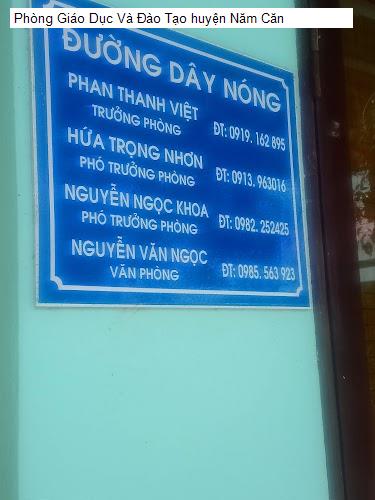 Phòng Giáo Dục Và Đào Tạo huyện Năm Căn
ĐƯỜNG DÂY NÓNG
PHAN THANH VIỆT
TRƯỞNG PHÒNG ĐT: 0919. 162 895
HỨA TRỌNG NHƠN
PHÓ TRƯỞNG PHÒNG ĐT: 0913. 963016
NGUYỄN NGỌC KHOA
PHÓ TRƯỞNG PHÒNG ĐT: 0982. 252425
NGUYỄN VĂN NGỌC
VĂN PHÒNG ĐT: 0985. 563 923